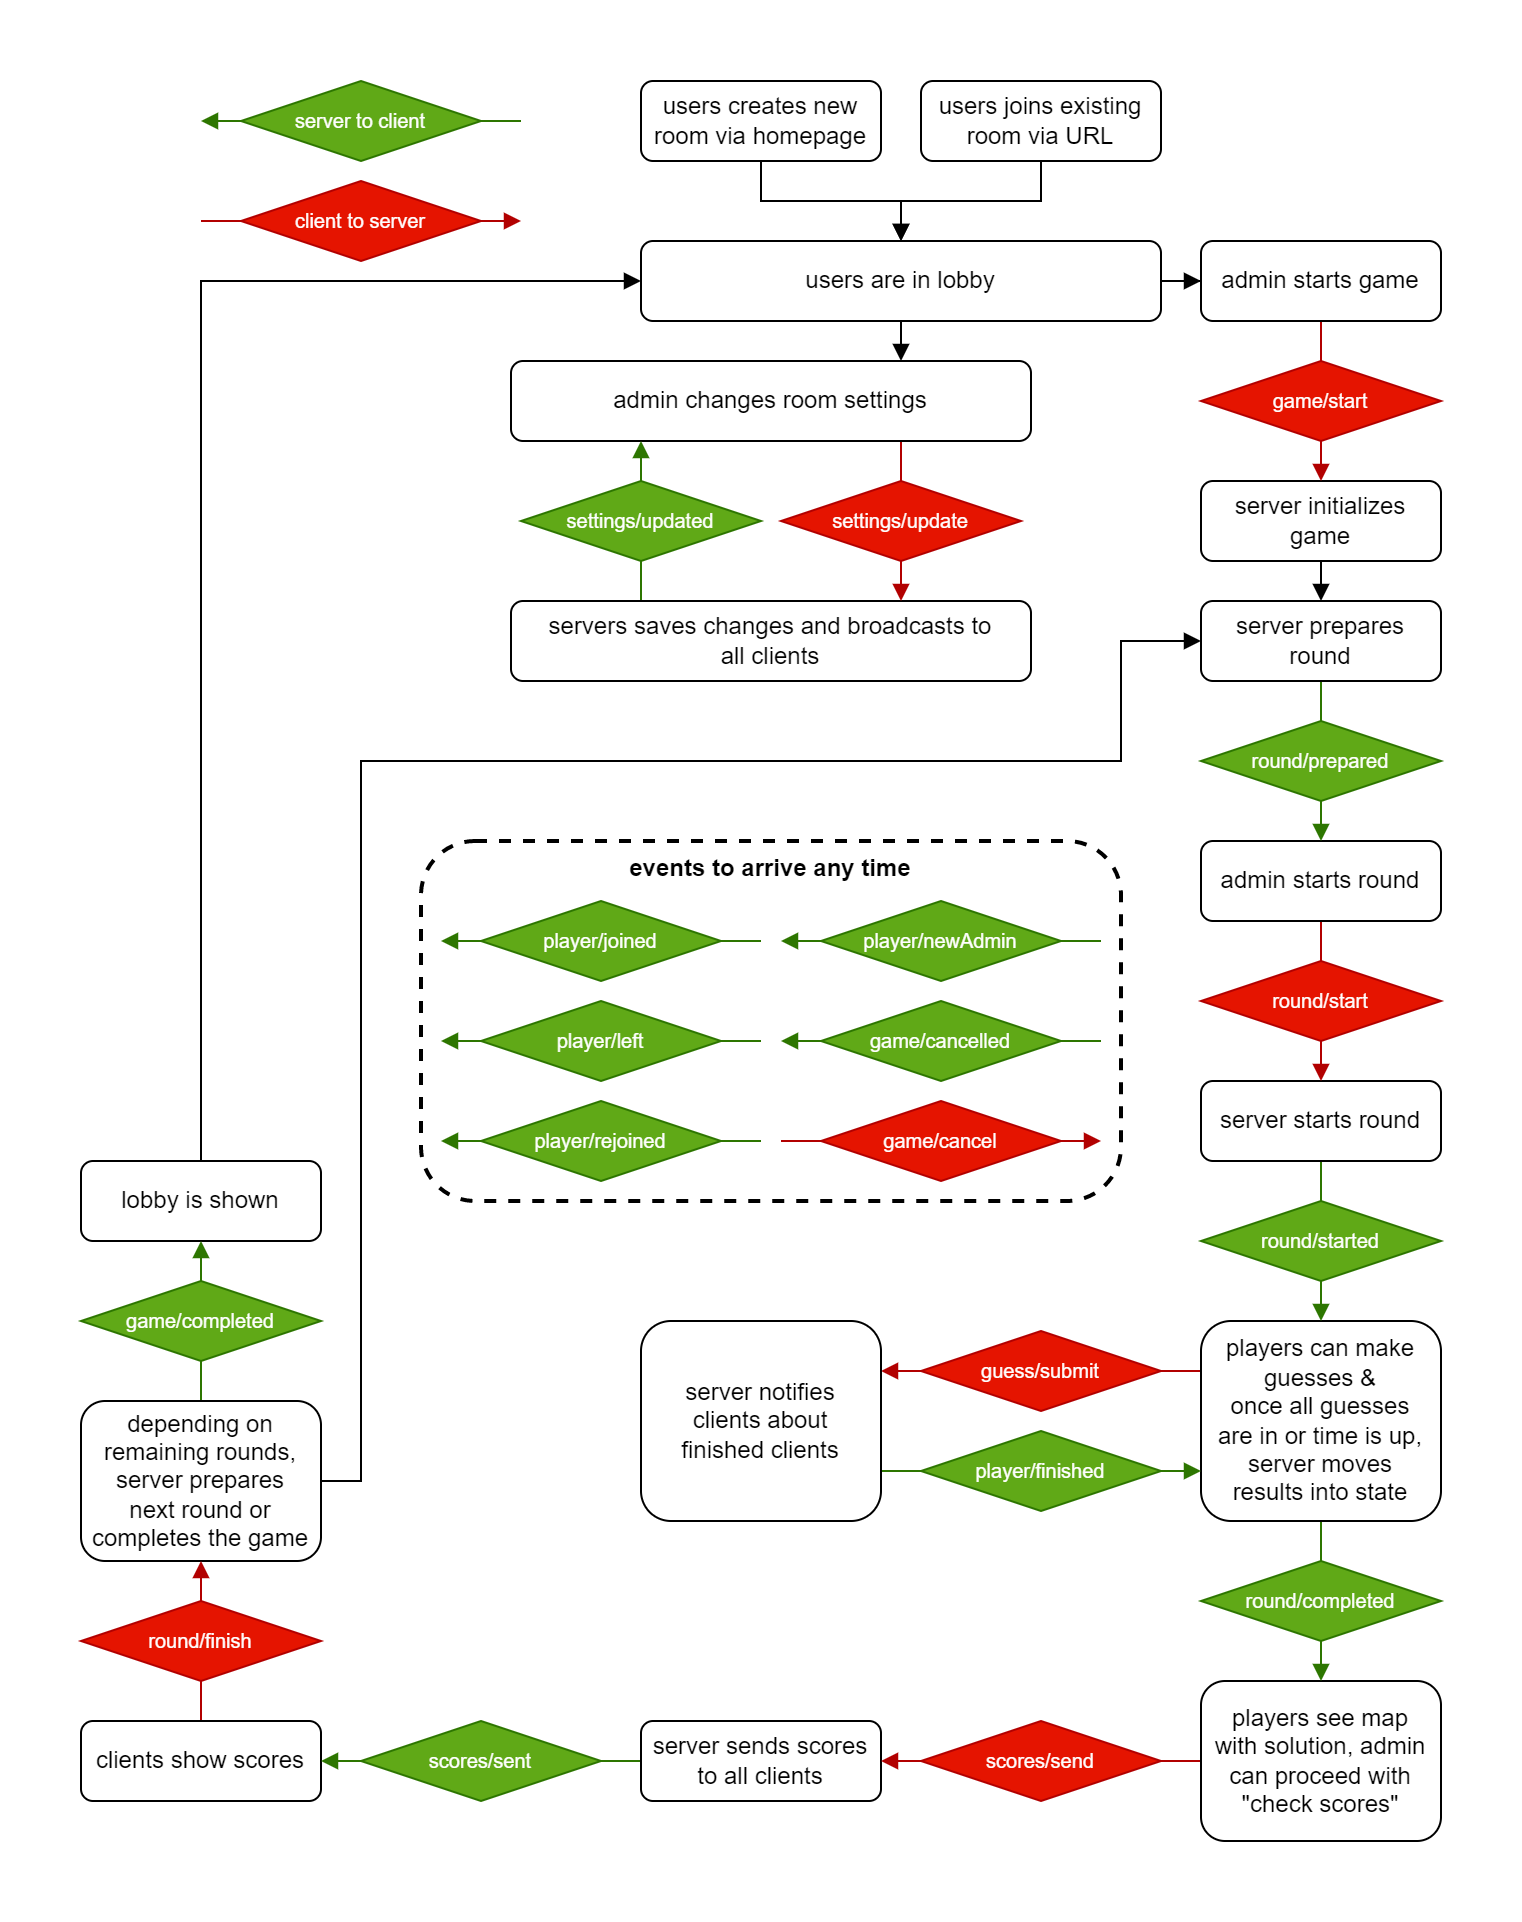 server to client
client to server
users creates new
room via homepage
users joins existing
room via URL
users are in lobby
admin starts game
admin changes room settings
game/start
settings/updated
settings/update
server initializes
game
servers saves changes and broadcasts to
all clients
server prepares
round
round/prepared
events to arrive any time
player/joined
player/newAdmin
player/left
game/cancelled
player/rejoined
game/cancel
admin starts round
round/start
server starts round
round/started
lobby is shown
game/completed
depending on
remaining rounds,
server prepares
next round or
completes the game
server notifies
clients about
finished clients
guess/submit
player/finished
players can make
guesses &
once all guesses
are in or time is up,
server moves
results into state
round/completed
round/finish
clients show scores
scores/sent
server sends scores
to all clients
scores/send
players see map
with solution, admin
can proceed with
"check scores"